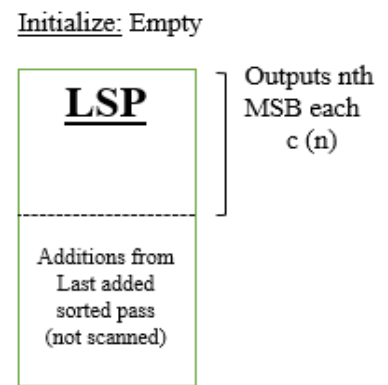 Initialize: Empty
LSP
Outputs nth
MSB each
c (n)
Additions from
Last added
sorted pass
(not scanned)